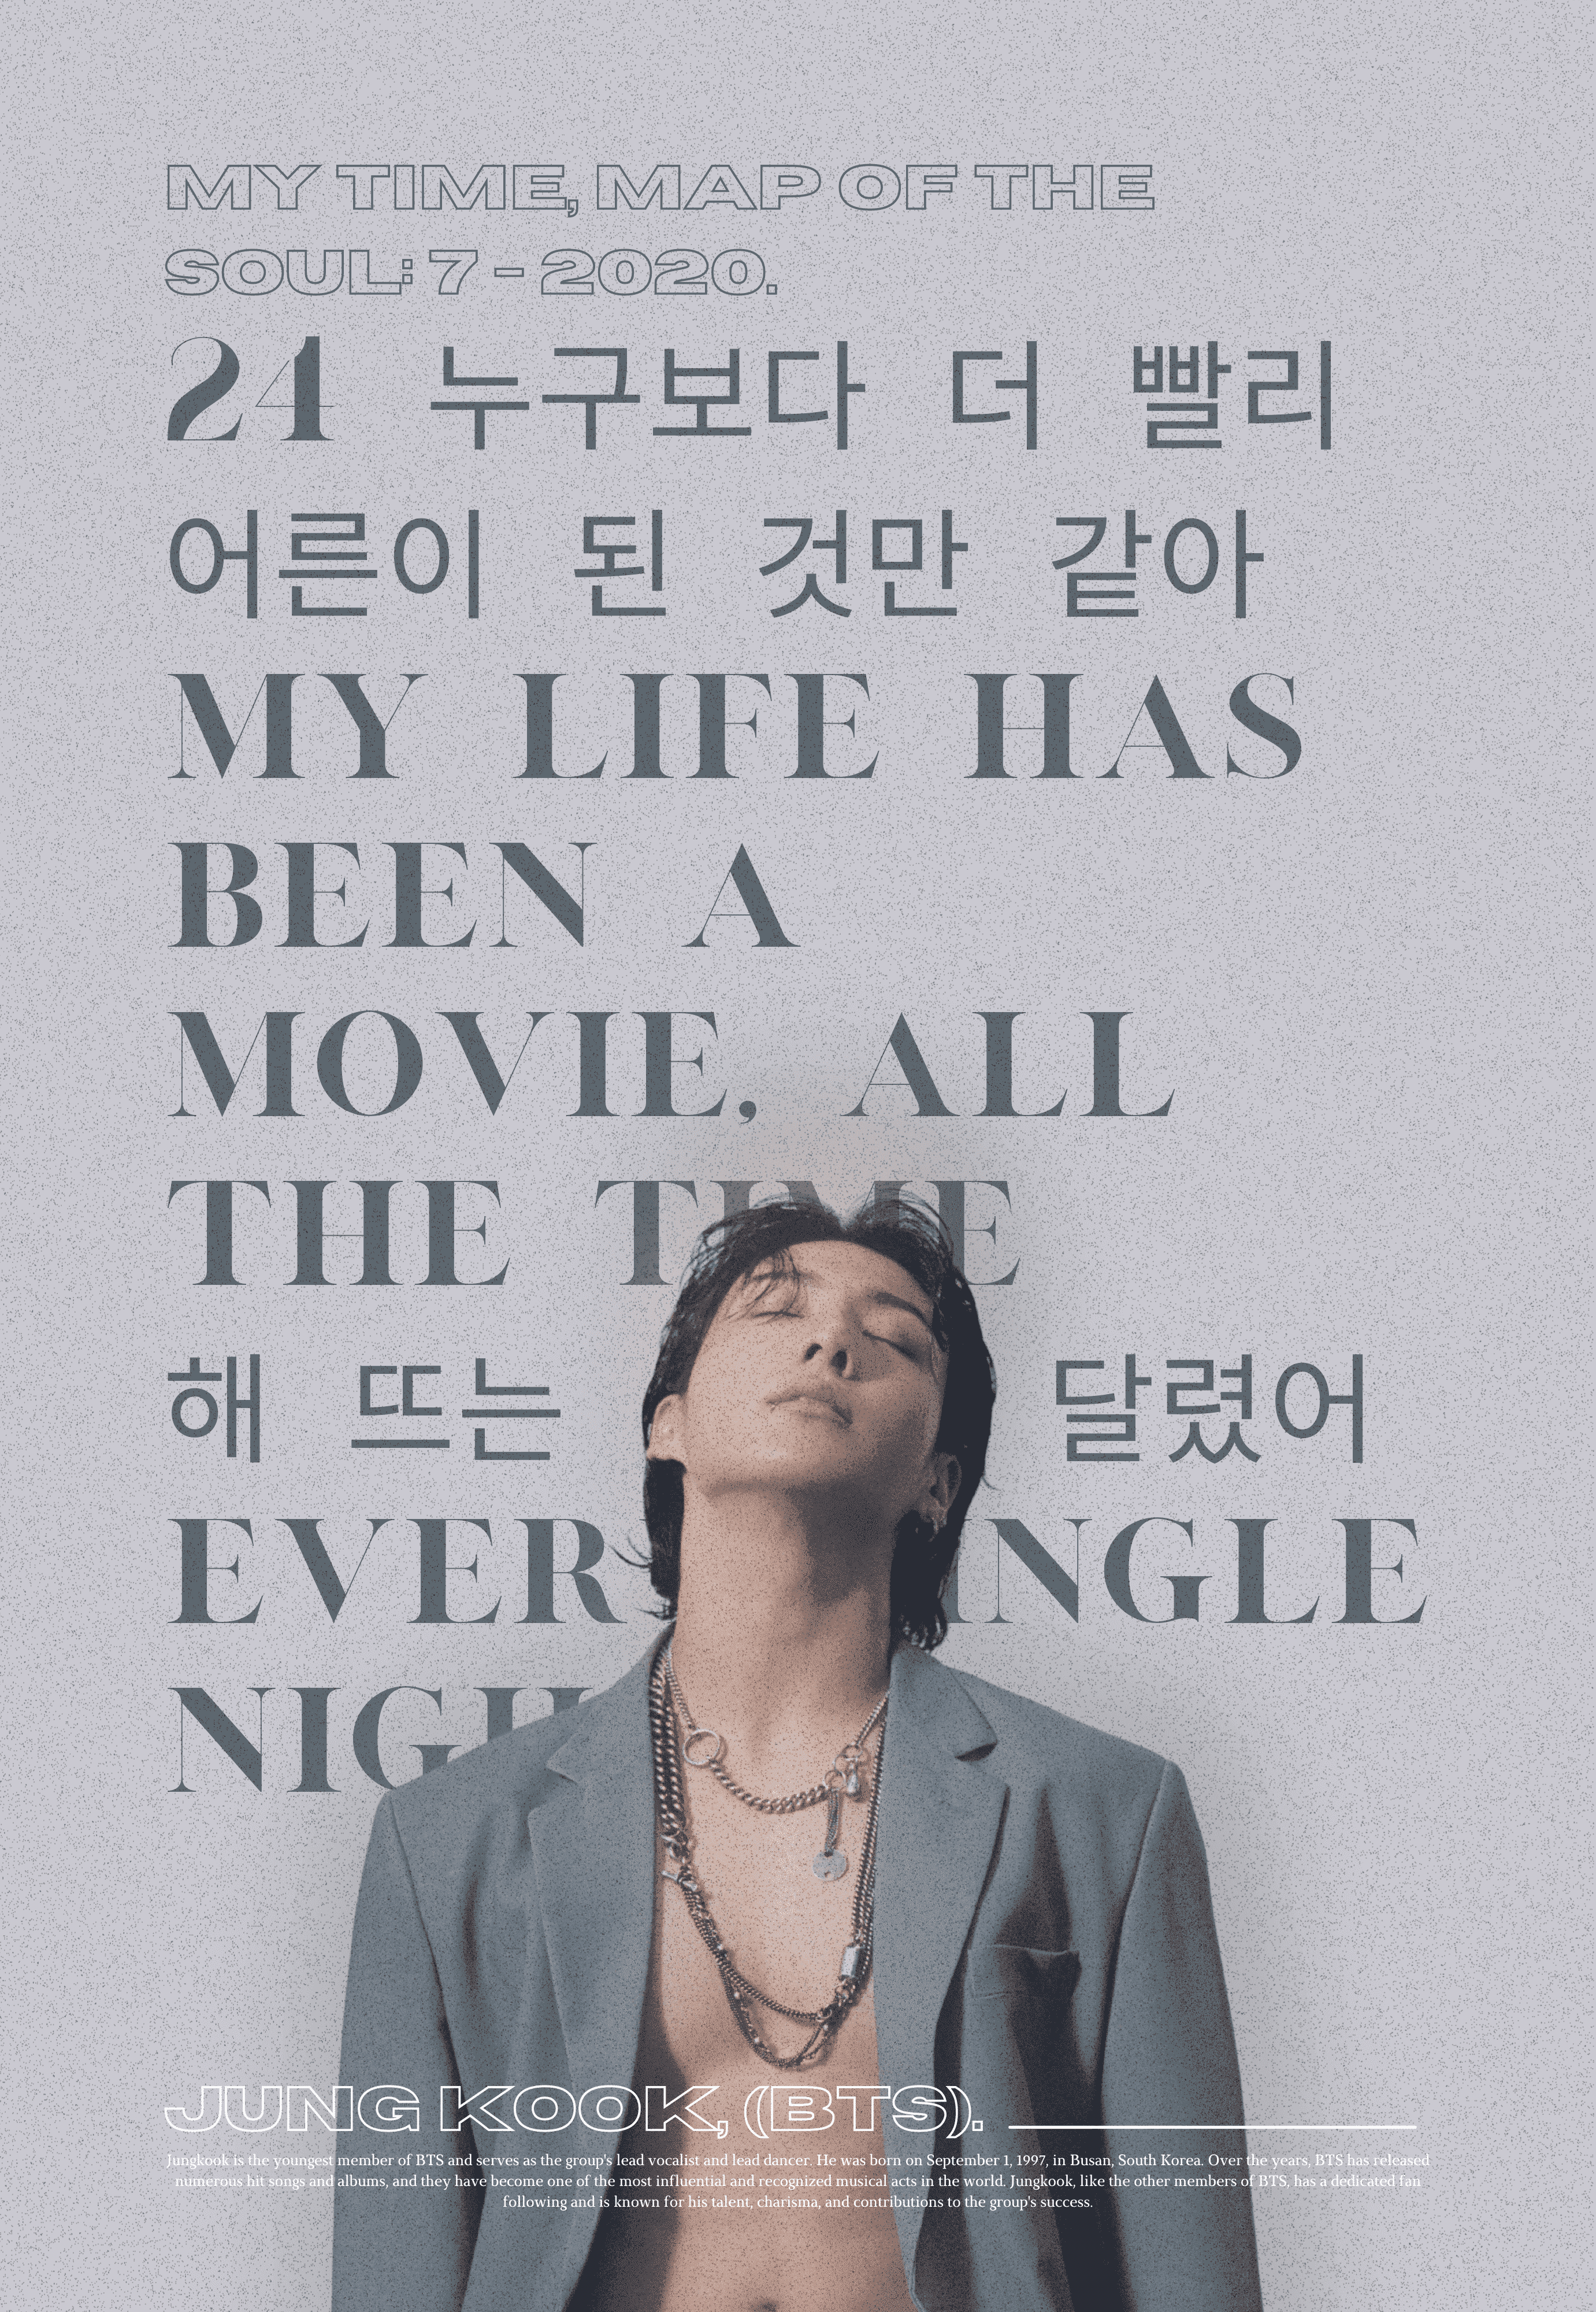 MY TIME, MAP OF THE
SOUL: 7 - 2020.
24 누구보다 더 빨리
어른이 된 것만 같아
MY LIFE HAS
BEEN A
MOVIE, ALL
THE TIME
해 뜨는 달렸어
EVER INGLE
NIGH
JUNG KOOK, (BTS).
Jungkook is the youngest member of BTS and serves as the group's lead vocalist and lead dancer. He was born on September 1, 1997, in Busan, South Korea. Over the years, BTS has released
numerous hit songs and albums, and they have become one of the most influential and recognized musical acts in the world. Jungkook, like the other members of BTS, has a dedicated fan
following and is known for his talent, charisma, and contributions to the group's success.